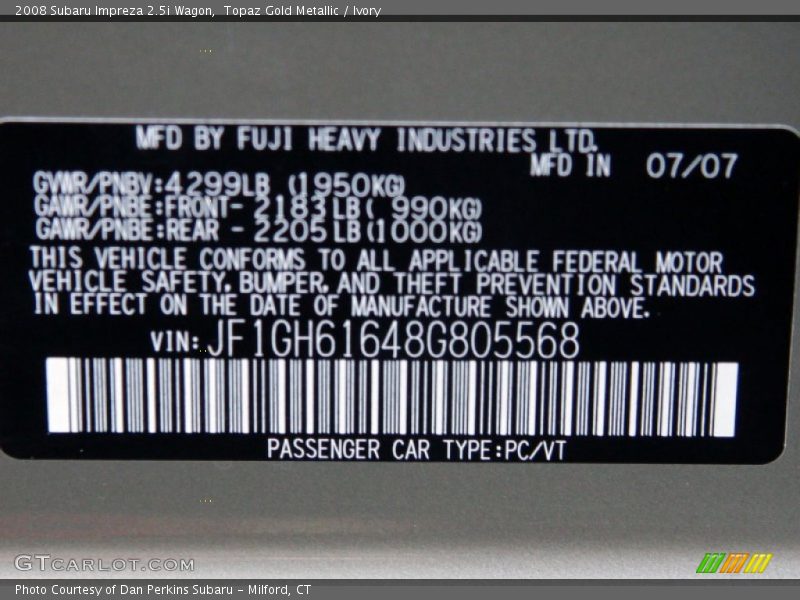 2008 Subaru Impreza 2.5i Wagon,  Topaz Gold Metallic / Ivory
MFD BY FUJI HEAVY INDUSTRIES LTD.
MFD IN 07/07
GVWR/PNBV:4299LB (1950KG)
GAWR/PNBE:FRONT- 2183LB( 990KG)
GAWR/PNBE:REAR - 2205LB(1000KG)
THIS VEHICLE CONFORMS TO ALL APPLICABLE FEDERAL MOTOR
VEHICLE SAFETY,BUMPER,AND THEFT PREVENTION STANDARDS
IN EFFECT ON THE DATE OF MANUFACTURE SHOWN ABOVE.
VIN:JF1GH61648G805568
PASSENGER CAR TYPE:PC/VT
GTCARLOT.COM
Photo Courtesy of Dan Perkins Subaru - Milford, CT